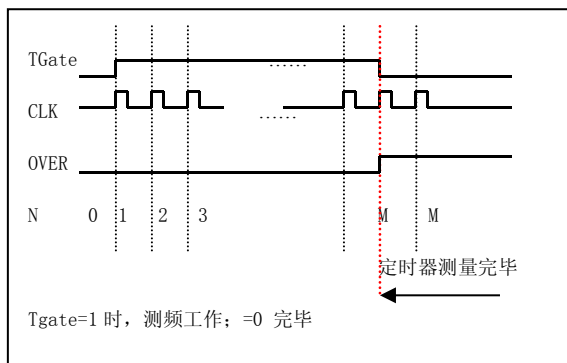 TGate
......
CLK
......
OVER
N 0 1 2 3 M M
定时器测量完毕
Tgate=1 时，测频工作；=0 完毕